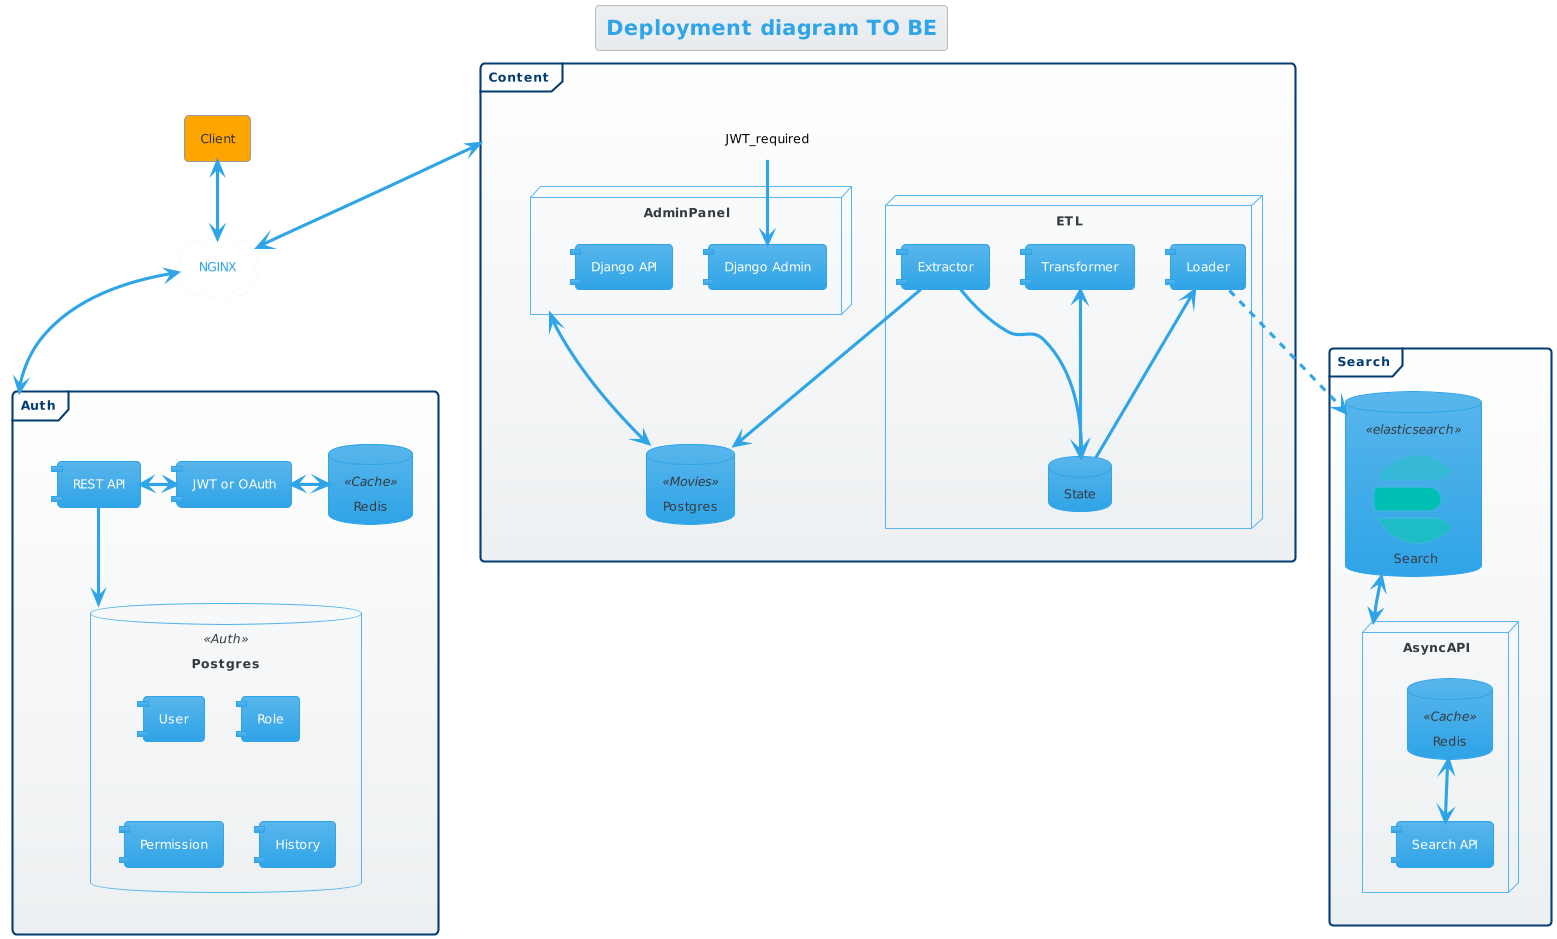 Deployment diagram TO BE
Client
NGINX
Content
JWT_required
AdminPanel
Django API
Django Admin
ETL
Extractor
Transformer
Loader
«Movies»
Postgres
State
Auth
REST API
JWT or OAuth
«Cache»
Redis
«Auth»
Postgres
User
Role
Permission
History
Search
«elasticsearch»
Search
AsyncAPI
«Cache»
Redis
Search API